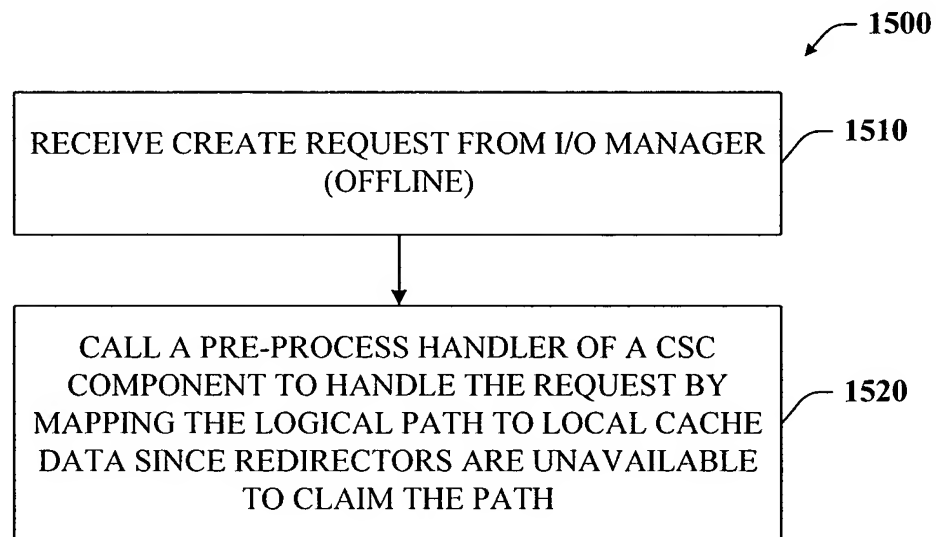 1500
RECEIVE CREATE REQUEST FROM I/O MANAGER
(OFFLINE)
1510
CALL A PRE-PROCESS HANDLER OF A CSC
COMPONENT TO HANDLE THE REQUEST BY
MAPPING THE LOGICAL PATH TO LOCAL CACHE
DATA SINCE REDIRECTORS ARE UNAVAILABLE
TO CLAIM THE PATH
1520